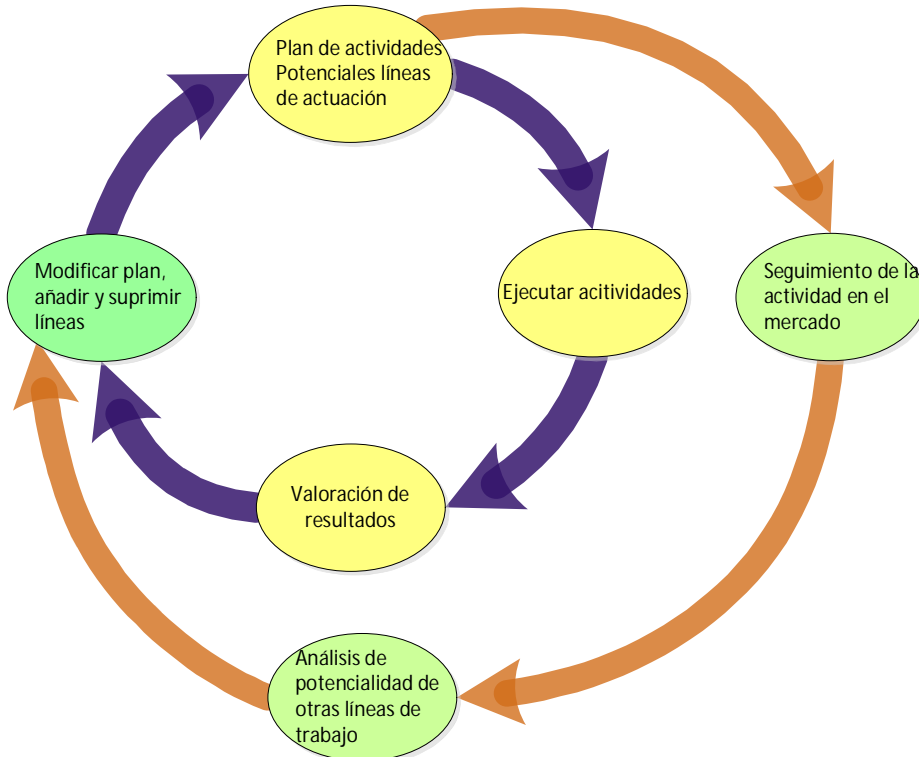 Plan de actividades
Potenciales líneas
de actuación
Ejecutar acitividades
Seguimiento de la
actividad en el
mercado
Modificar plan,
añadir y suprimir
líneas
Valoración de
resultados
Análisis de
potencialidad de
otras líneas de
trabajo